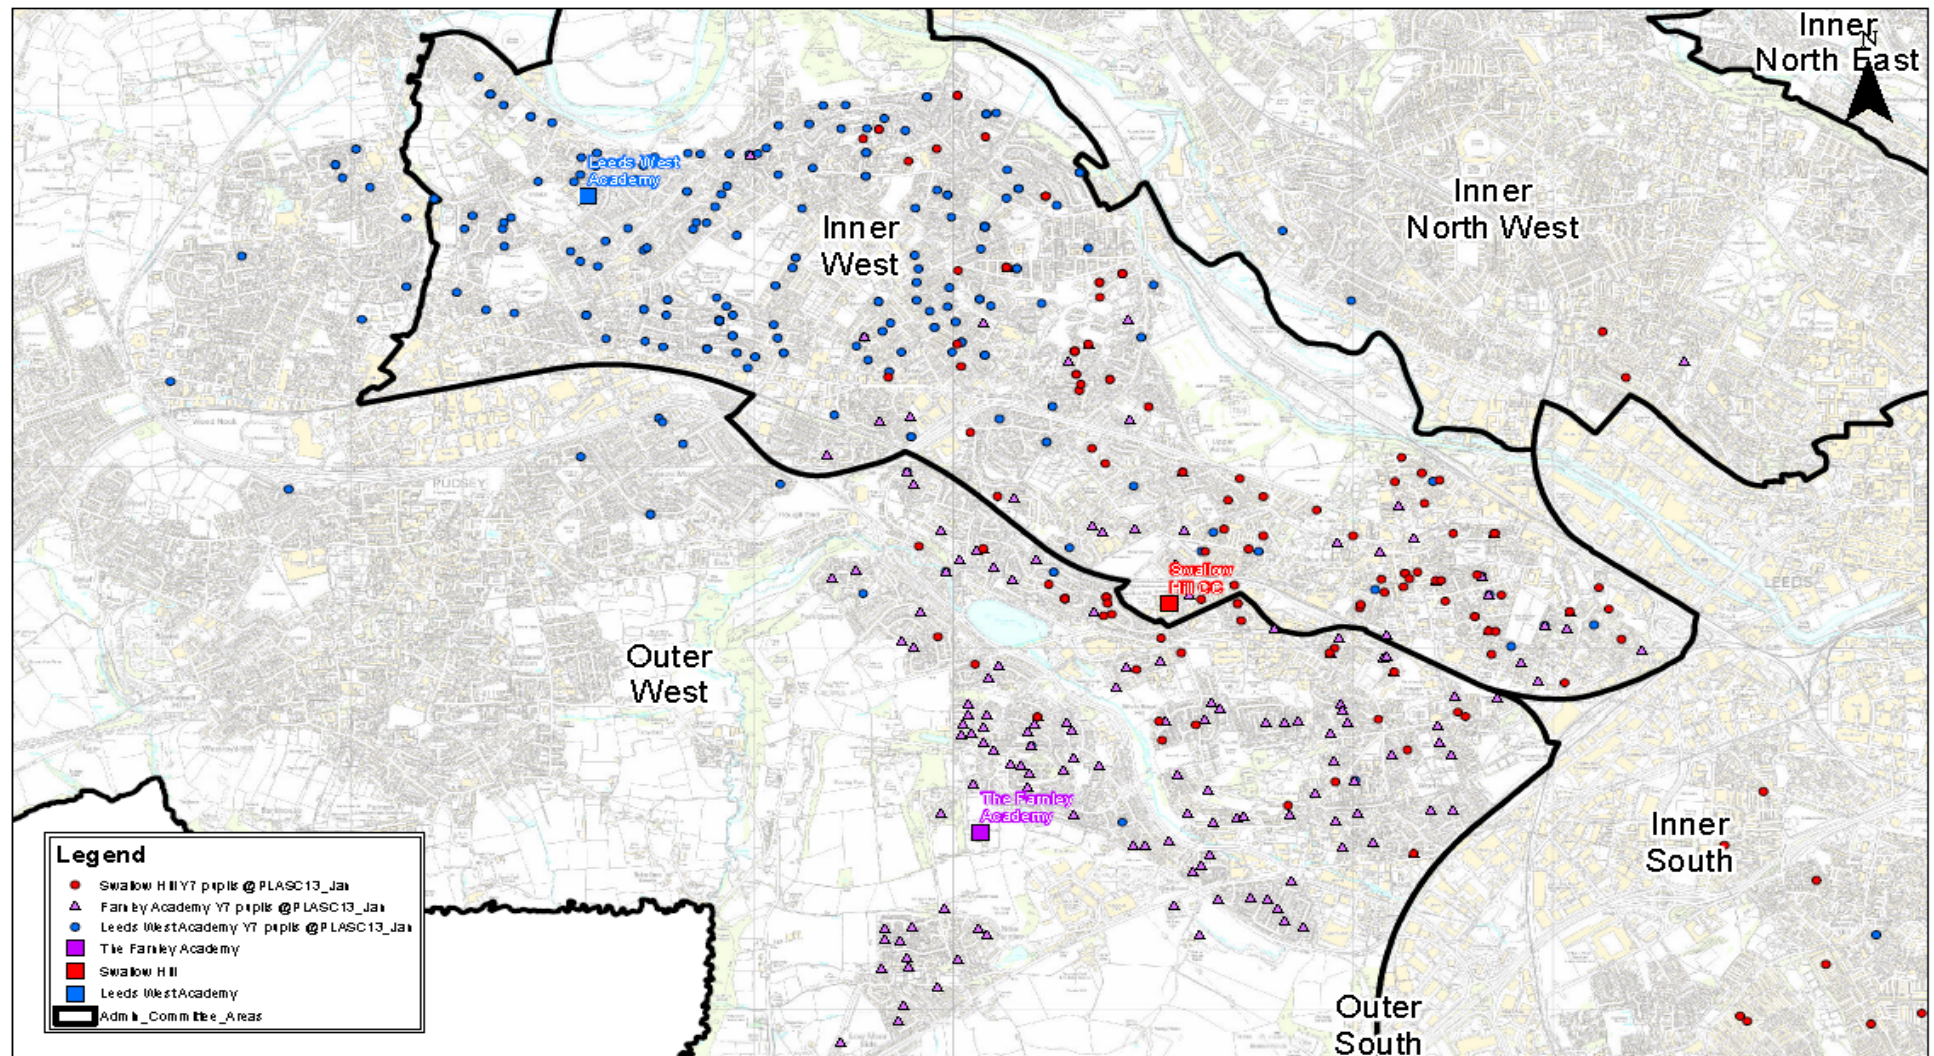 Inner
North East
N
Inner
North West
Leeds West
Academy
Inner
West
PUDSEY
Swallow
Hill CC
LEEDS
Outer
West
The Farnley
Academy
Inner
South
Outer
South
Legend
Swallow Hill Y7 pupils @PLASC13_Jan
Farnley Academy Y7 pupils @PLASC13_Jan
Leeds West Academy Y7 pupils @PLASC13_Jan
The Farnley Academy
Swallow Hill
Leeds West Academy
Admin_Committee_Areas